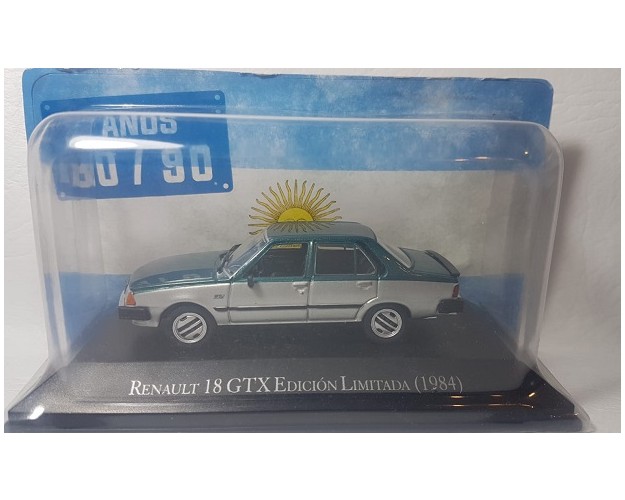 AÑOS
80/90
RENAULT 18 GTX EDICIÓN LIMITADA (1984)